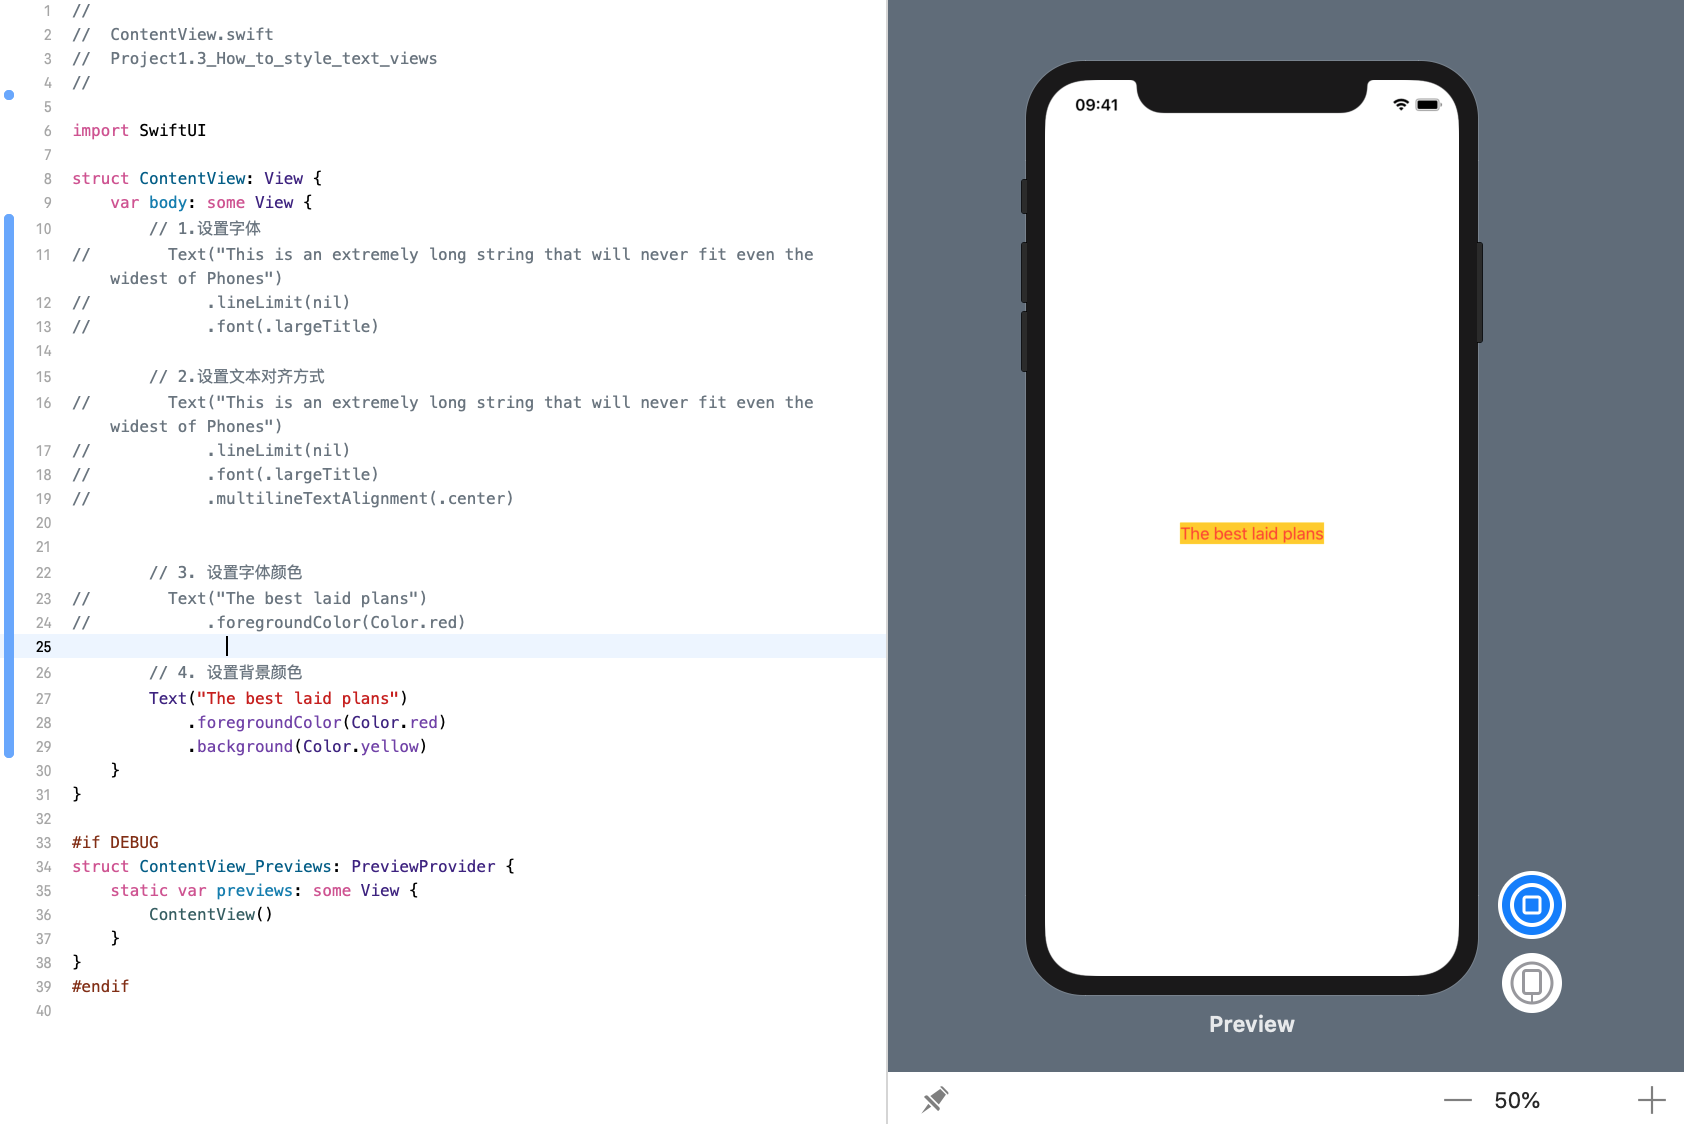 1 //
2 //  ContentView.swift
3 //  Project1.3_How_to_style_text_views
4 //
5
6 import SwiftUI
7
8 struct ContentView: View {
9     var body: some View {
10         // 1.设置字体
11 //        Text("This is an extremely long string that will never fit even the
widest of Phones")
12 //            .lineLimit(nil)
13 //            .font(.largeTitle)
14
15         // 2.设置文本对齐方式
16 //        Text("This is an extremely long string that will never fit even the
widest of Phones")
17 //            .lineLimit(nil)
18 //            .font(.largeTitle)
19 //            .multilineTextAlignment(.center)
20
21
22         // 3. 设置字体颜色
23 //        Text("The best laid plans")
24 //            .foregroundColor(Color.red)
25
26         // 4. 设置背景颜色
27         Text("The best laid plans")
28             .foregroundColor(Color.red)
29             .background(Color.yellow)
30     }
31 }
32
33 #if DEBUG
34 struct ContentView_Previews: PreviewProvider {
35     static var previews: some View {
36         ContentView()
37     }
38 }
39 #endif
40
09:41
The best laid plans
Preview
50%